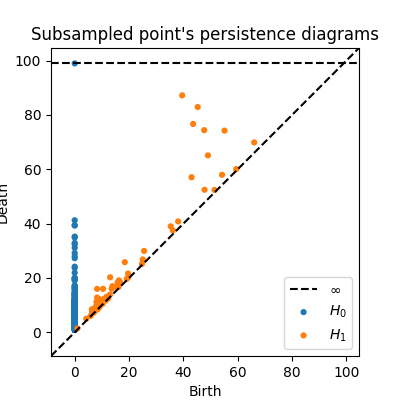 Subsampled point's persistence diagrams
100
80
60
40
20
0
Death
∞
H₀
H₁
0 20 40 60 80 100
Birth